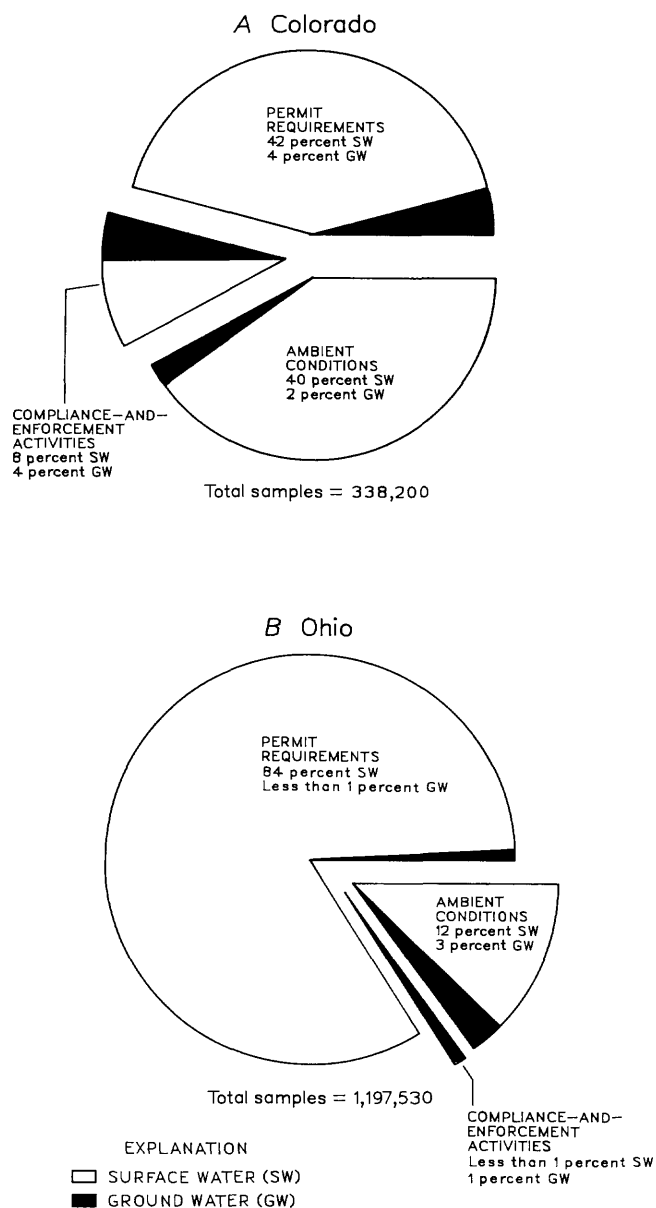 A Colorado
PERMIT
REQUIREMENTS
42 percent SW
4 percent GW
AMBIENT
CONDITIONS
40 percent SW
2 percent GW
COMPLIANCE-AND-
ENFORCEMENT
ACTIVITIES
8 percent SW
4 percent GW
Total samples = 338,200
B Ohio
PERMIT
REQUIREMENTS
84 percent SW
Less than 1 percent GW
AMBIENT
CONDITIONS
12 percent SW
3 percent GW
Total samples = 1,197,530
COMPLIANCE-AND-
ENFORCEMENT
ACTIVITIES
Less than 1 percent SW
1 percent GW
EXPLANATION
SURFACE WATER (SW)
GROUND WATER (GW)